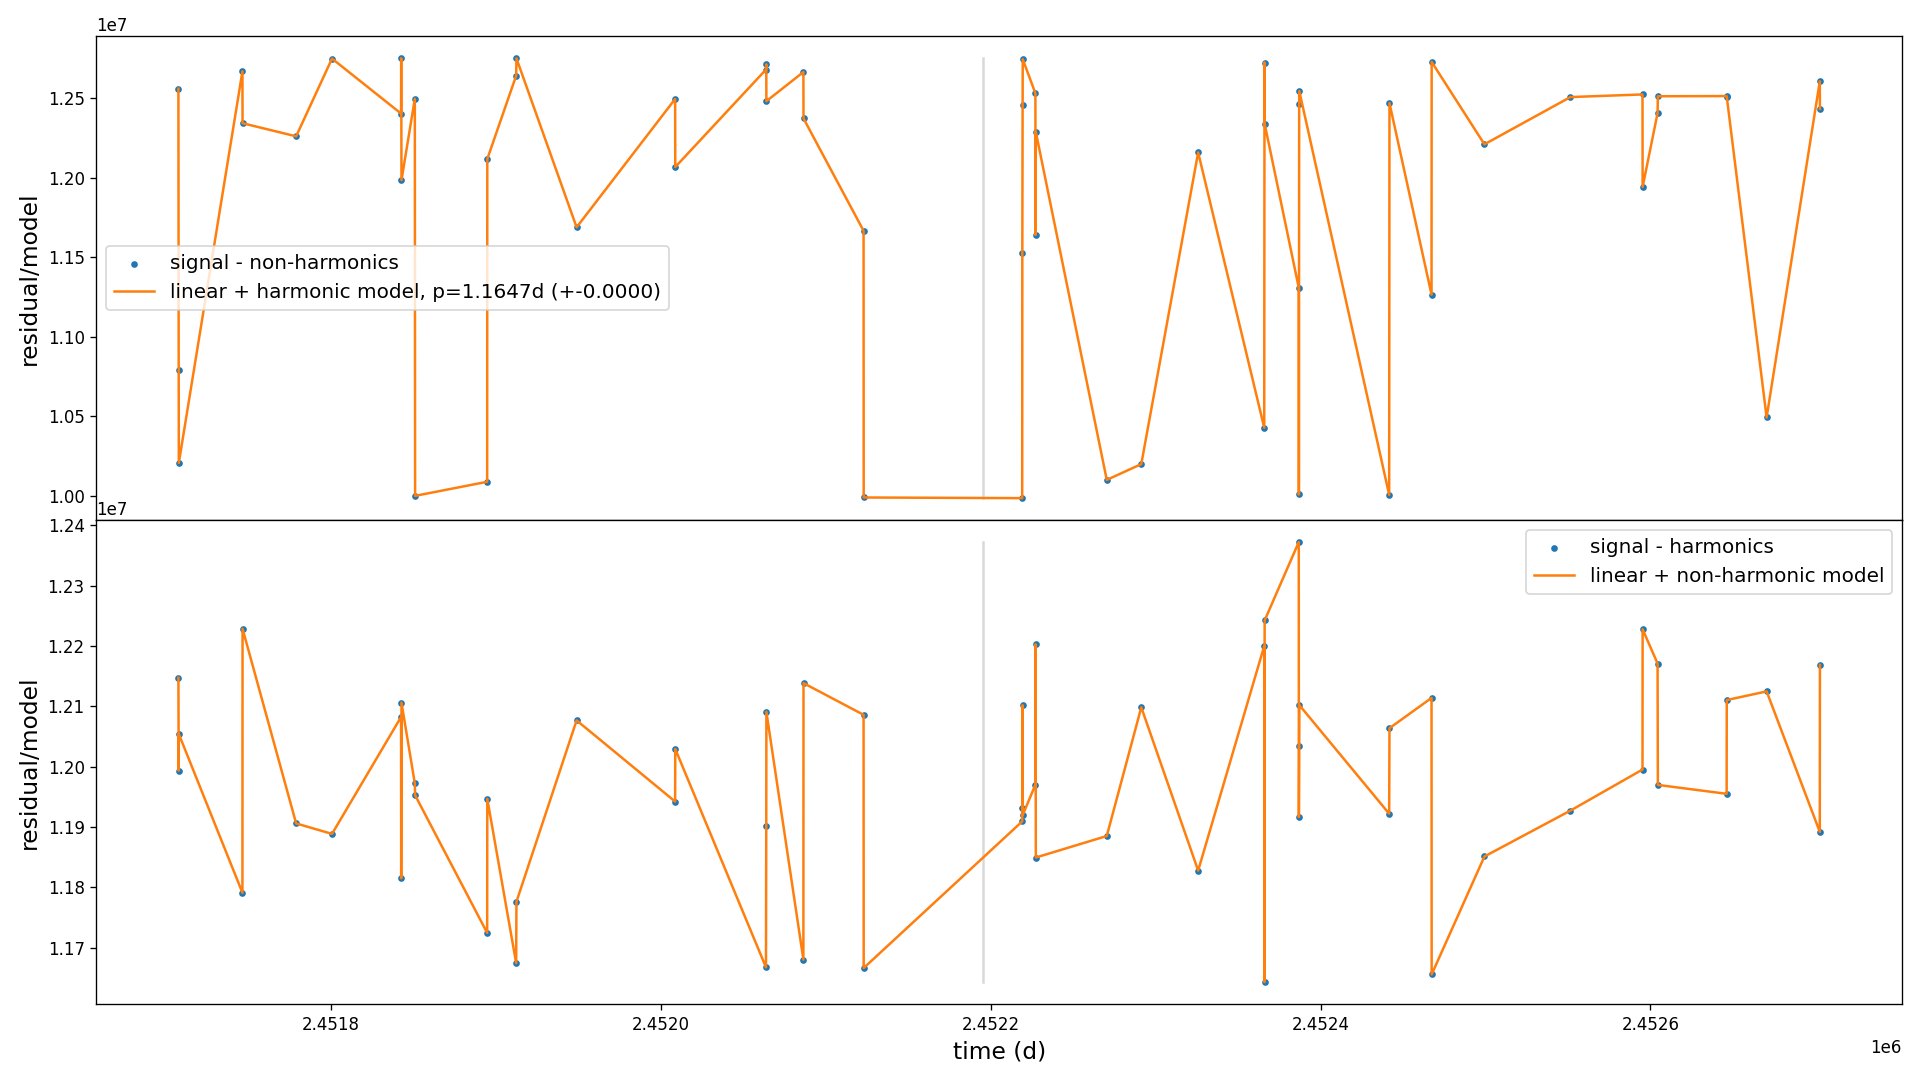 1e7
1.25
1.20
1.15
1.10
1.05
1.00
residual/model
signal - non-harmonics
linear + harmonic model, p=1.1647d (+-0.0000)
1e7
1.24
1.23
1.22
1.21
1.20
1.19
1.18
1.17
residual/model
signal - harmonics
linear + non-harmonic model
2.4518 2.4520 2.4522 2.4524 2.4526
1e6
time (d)